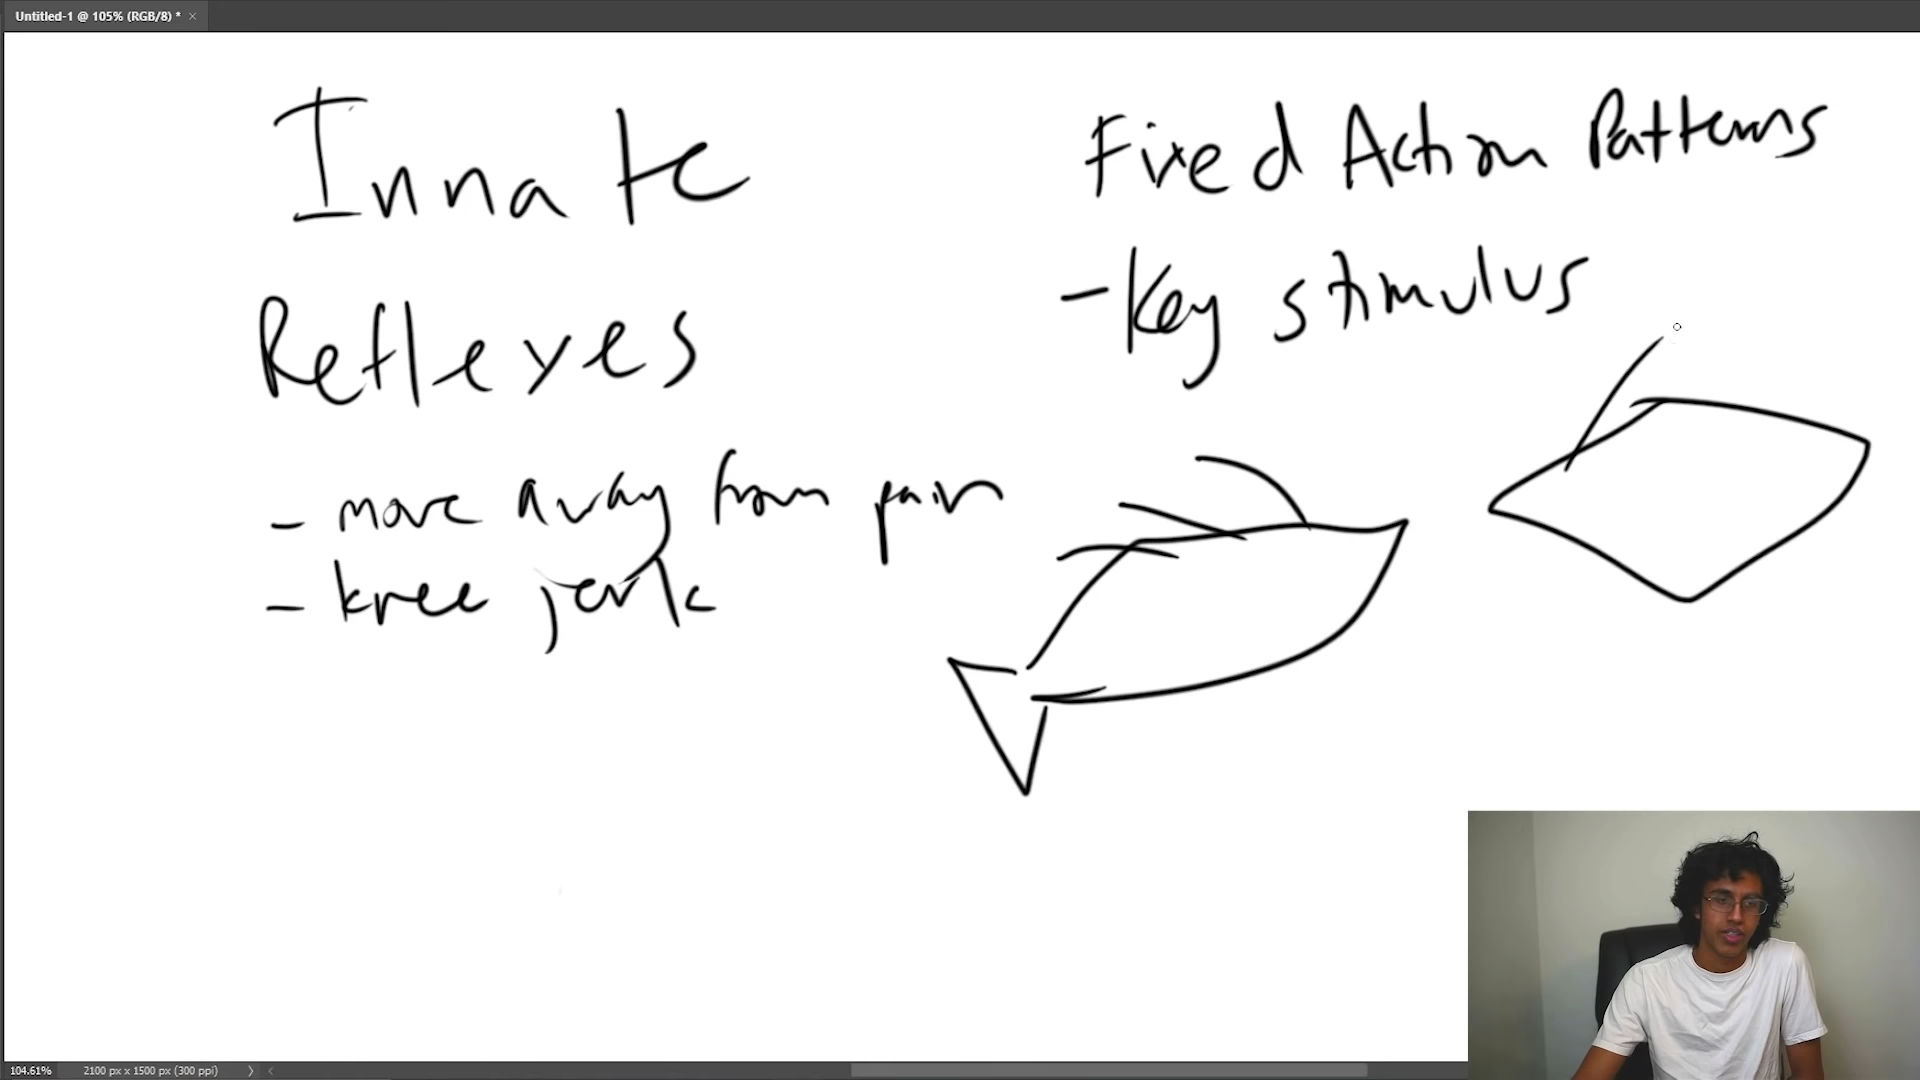 Untitled-1 @ 105% (RGB/8) *
Innate
Reflexes
- move away from pain
- knee jerk
Fixed Action Patterns
- Key stimulus
104.61% 2100 px x 1500 px (300 ppi)